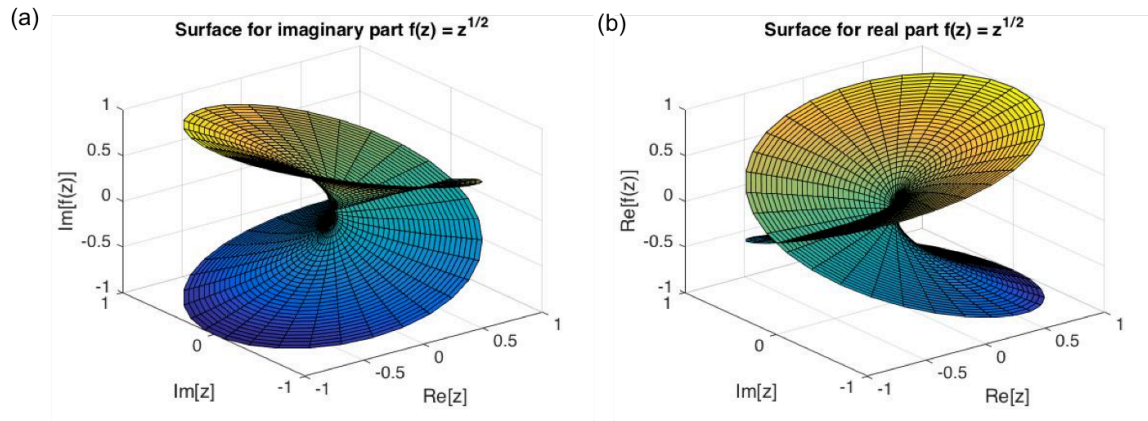 (a)
Surface for imaginary part f(z) = z^{1/2}
Im[f(z)]
1
0.5
0
-0.5
-1
1
0
-1
Im[z]
-1
-0.5
0
0.5
1
Re[z]
(b)
Surface for real part f(z) = z^{1/2}
Re[f(z)]
1
0.5
0
-0.5
-1
1
0
-1
Im[z]
-1
-0.5
0
0.5
1
Re[z]